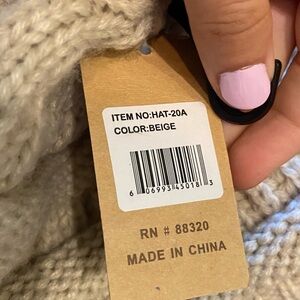 ITEM NO:HAT-20A
COLOR:BEIGE
6 06993 45018 3
RN # 88320
MADE IN CHINA